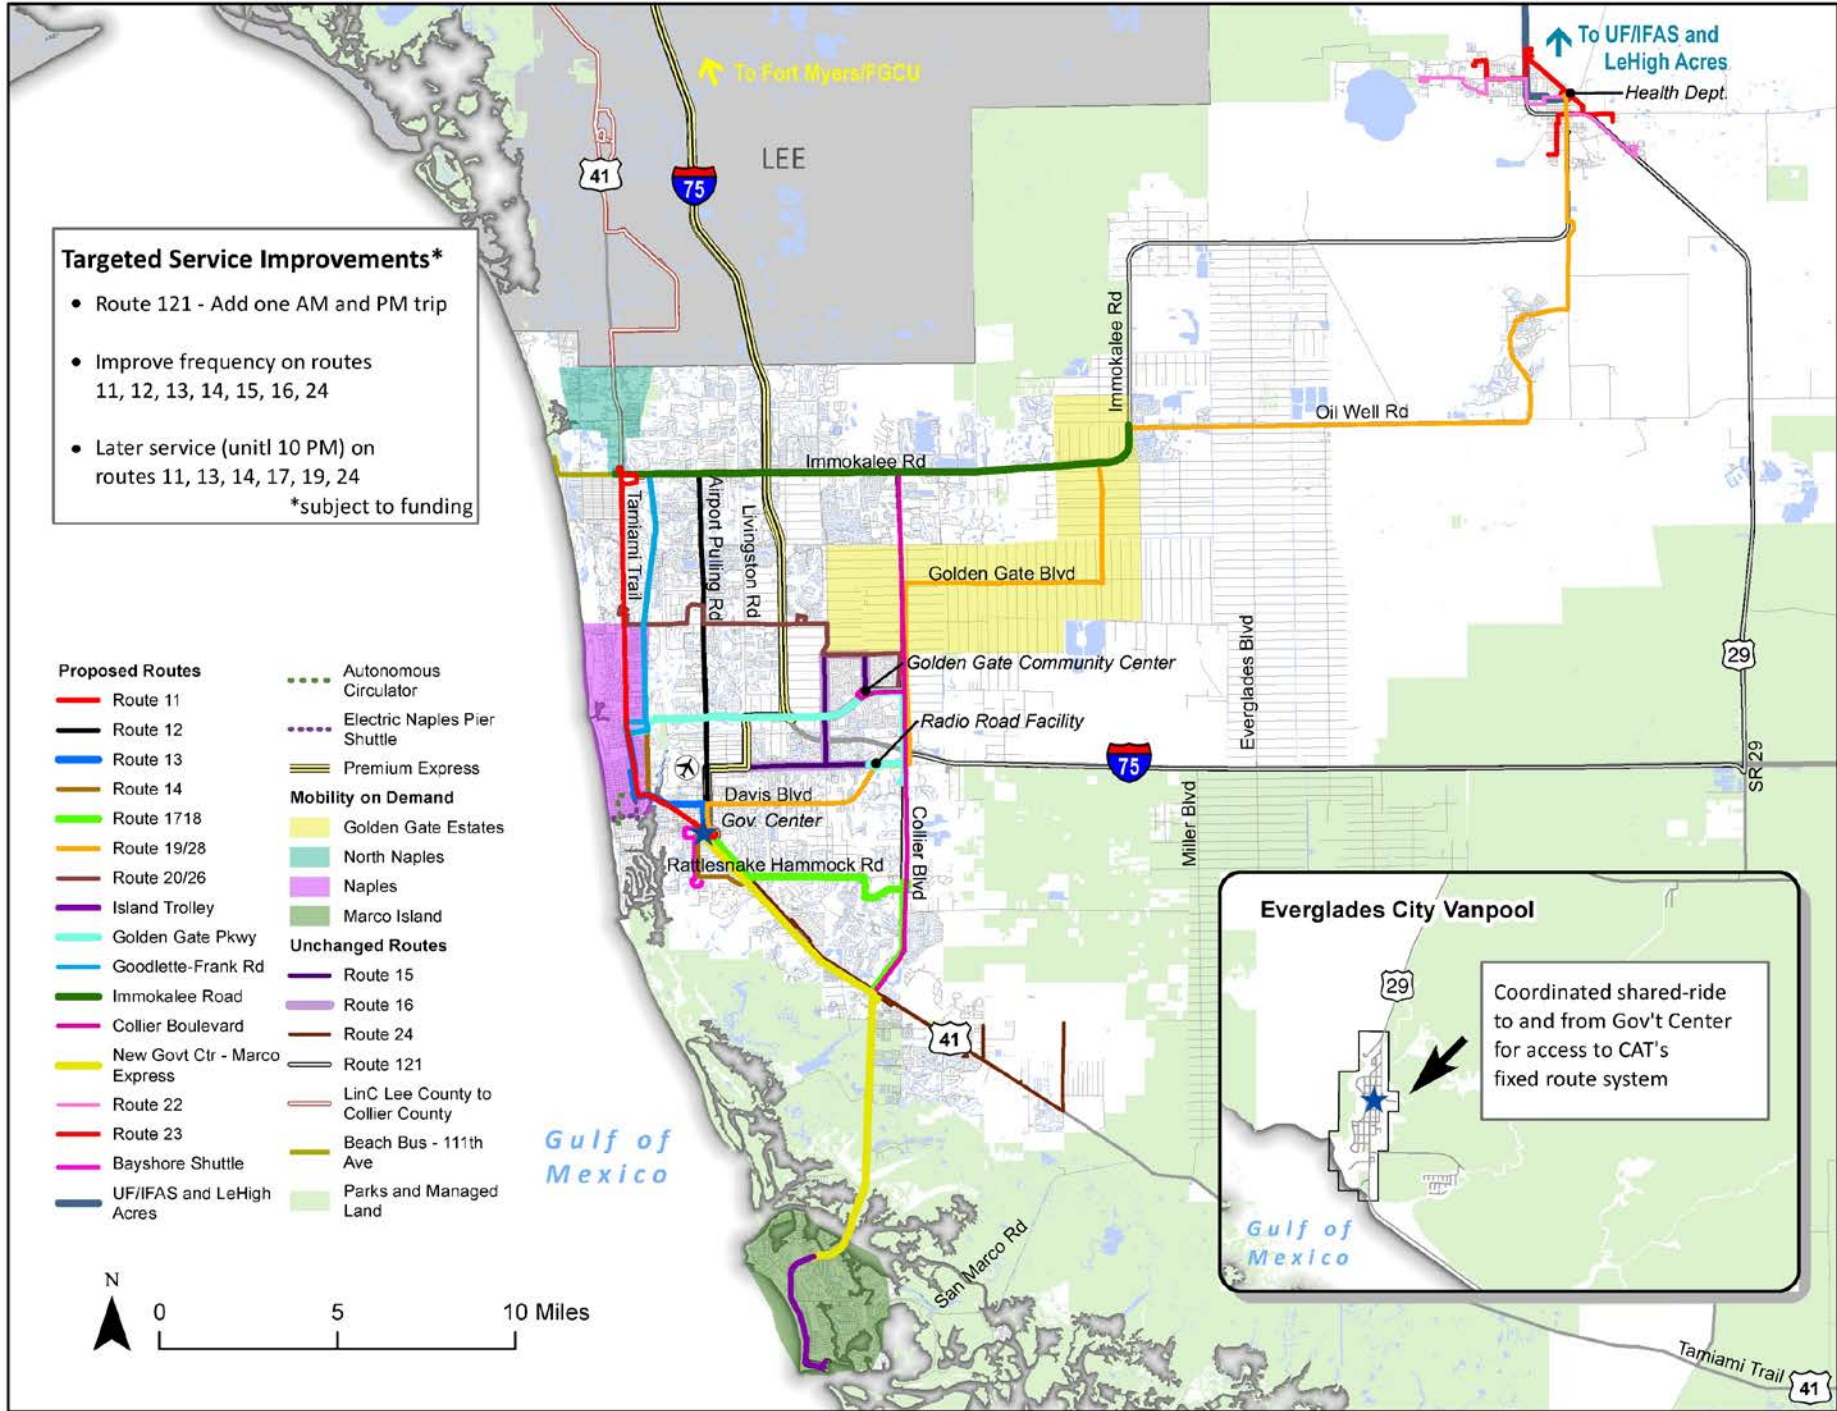 To Fort Myers/FGCU
To UF/IFAS and
LeHigh Acres
Health Dept.
LEE
41
75
Targeted Service Improvements*
• Route 121 - Add one AM and PM trip
• Improve frequency on routes
11, 12, 13, 14, 15, 16, 24
• Later service (unitl 10 PM) on
routes 11, 13, 14, 17, 19, 24
*subject to funding
Immokalee Rd
Oil Well Rd
Immokalee Rd
Tamiami Trail
Airport Pulling Rd
Livingston Rd
Golden Gate Blvd
Everglades Blvd
29
Golden Gate Community Center
Radio Road Facility
75
SR 29
Davis Blvd
Gov. Center
Collier Blvd
Miller Blvd
Rattlesnake Hammock Rd
41
Gulf of
Mexico
San Marco Rd
Tamiami Trail
41
Proposed Routes
Route 11
Route 12
Route 13
Route 14
Route 1718
Route 19/28
Route 20/26
Island Trolley
Golden Gate Pkwy
Goodlette-Frank Rd
Immokalee Road
Collier Boulevard
New Govt Ctr - Marco
Express
Route 22
Route 23
Bayshore Shuttle
UF/IFAS and LeHigh
Acres
Autonomous
Circulator
Electric Naples Pier
Shuttle
Premium Express
Mobility on Demand
Golden Gate Estates
North Naples
Naples
Marco Island
Unchanged Routes
Route 15
Route 16
Route 24
Route 121
LinC Lee County to
Collier County
Beach Bus - 111th
Ave
Parks and Managed
Land
N
0 5 10 Miles
Everglades City Vanpool
29
Coordinated shared-ride
to and from Gov't Center
for access to CAT's
fixed route system
Gulf of
Mexico